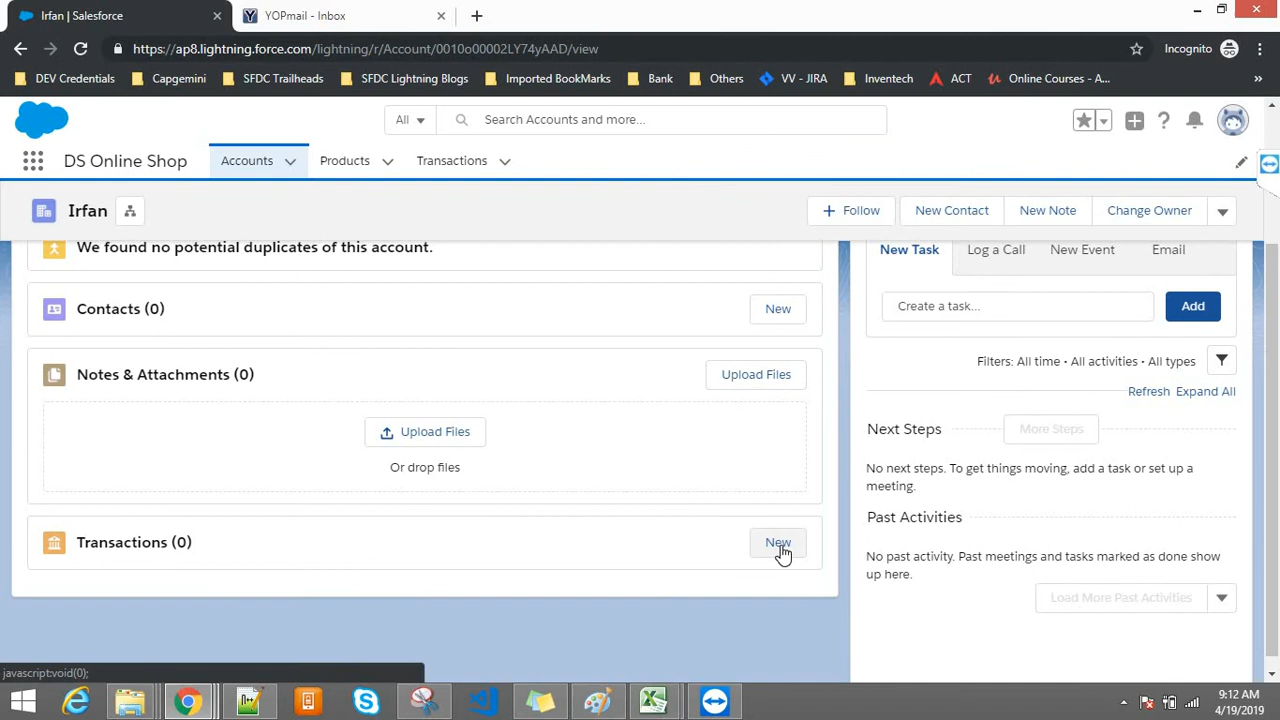 Irfan | Salesforce
YOPmail - Inbox
https://ap8.lightning.force.com/lightning/r/Account/0010o00002LY74yAAD/view
Incognito
DEV Credentials
Capgemini
SFDC Trailheads
SFDC Lightning Blogs
Imported BookMarks
Bank
Others
VV - JIRA
Inventech
ACT
Online Courses - A...
All
Search Accounts and more...
DS Online Shop
Accounts
Products
Transactions
Irfan
Follow
New Contact
New Note
Change Owner
We found no potential duplicates of this account.
Contacts (0)
New
Notes & Attachments (0)
Upload Files
Upload Files
Or drop files
Transactions (0)
New
New Task
Log a Call
New Event
Email
Create a task...
Add
Filters: All time • All activities • All types
Refresh
Expand All
Next Steps
More Steps
No next steps. To get things moving, add a task or set up a
meeting.
Past Activities
No past activity. Past meetings and tasks marked as done show
up here.
Load More Past Activities
javascript:void(0);
9:12 AM
4/19/2019